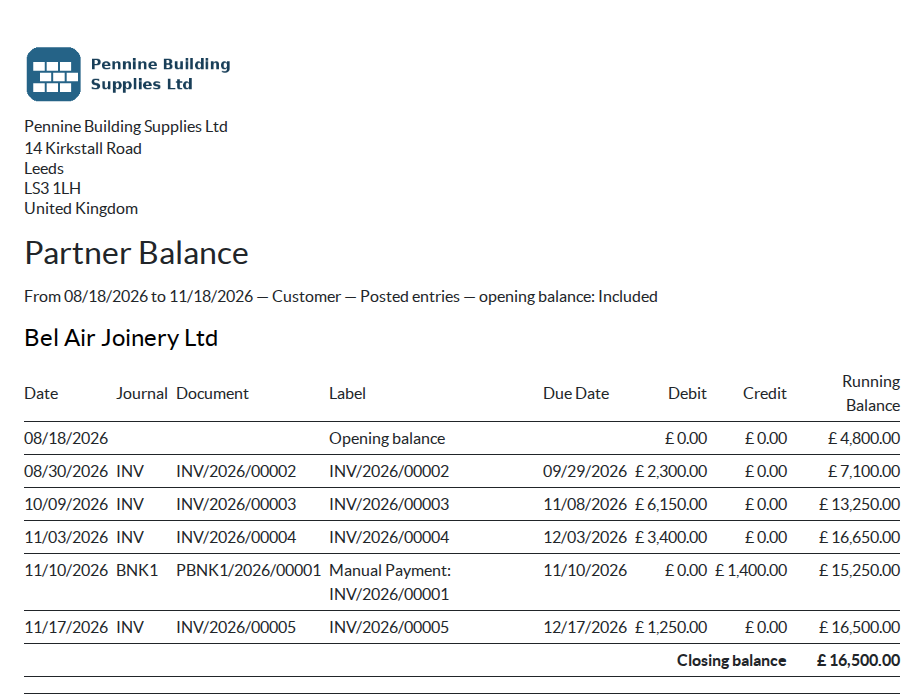 Pennine Building
Supplies Ltd
Pennine Building Supplies Ltd
14 Kirkstall Road
Leeds
LS3 1LH
United Kingdom
Partner Balance
From 08/18/2026 to 11/18/2026 — Customer — Posted entries — opening balance: Included
Bel Air Joinery Ltd
Date Journal Document Label Due Date Debit Credit Running Balance
08/18/2026 Opening balance £ 0.00 £ 0.00 £ 4,800.00
08/30/2026 INV INV/2026/00002 INV/2026/00002 09/29/2026 £ 2,300.00 £ 0.00 £ 7,100.00
10/09/2026 INV INV/2026/00003 INV/2026/00003 11/08/2026 £ 6,150.00 £ 0.00 £ 13,250.00
11/03/2026 INV INV/2026/00004 INV/2026/00004 12/03/2026 £ 3,400.00 £ 0.00 £ 16,650.00
11/10/2026 BNK1 PBNK1/2026/00001 Manual Payment: 11/10/2026 £ 0.00 £ 1,400.00 £ 15,250.00
INV/2026/00001
11/17/2026 INV INV/2026/00005 INV/2026/00005 12/17/2026 £ 1,250.00 £ 0.00 £ 16,500.00
Closing balance £ 16,500.00